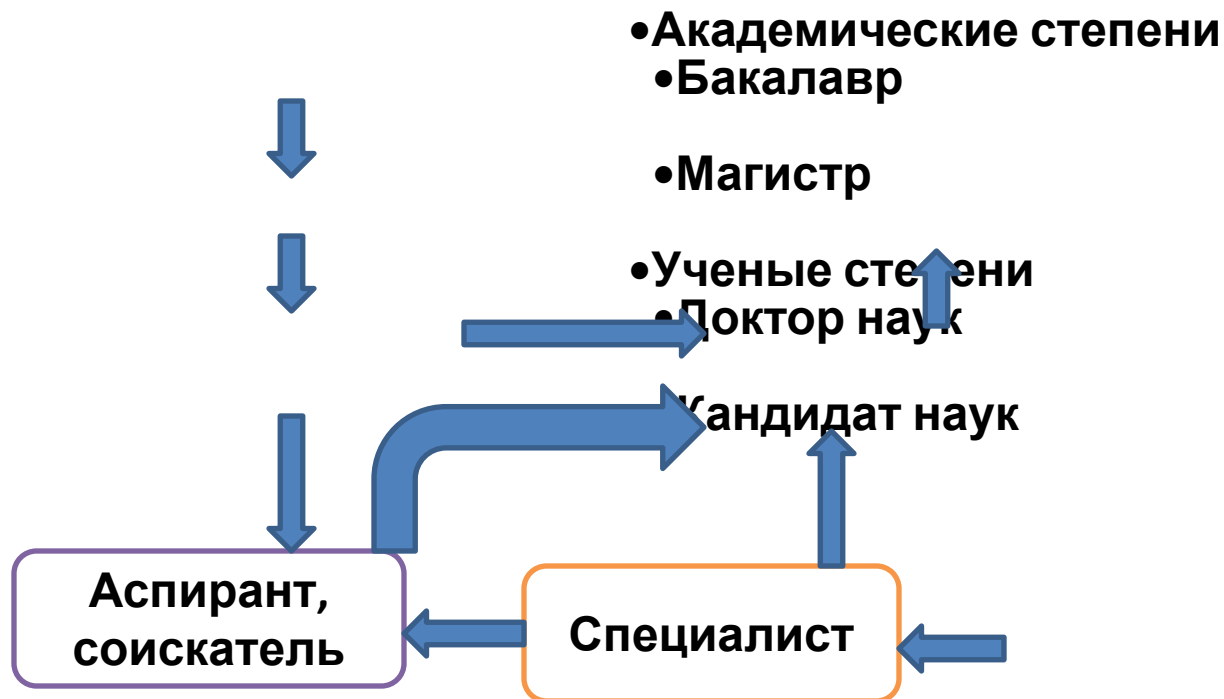 •Академические степени
•Бакалавр
•Магистр
•Ученые степени
•Доктор наук
•Кандидат наук
Аспирант,
соискатель
Специалист